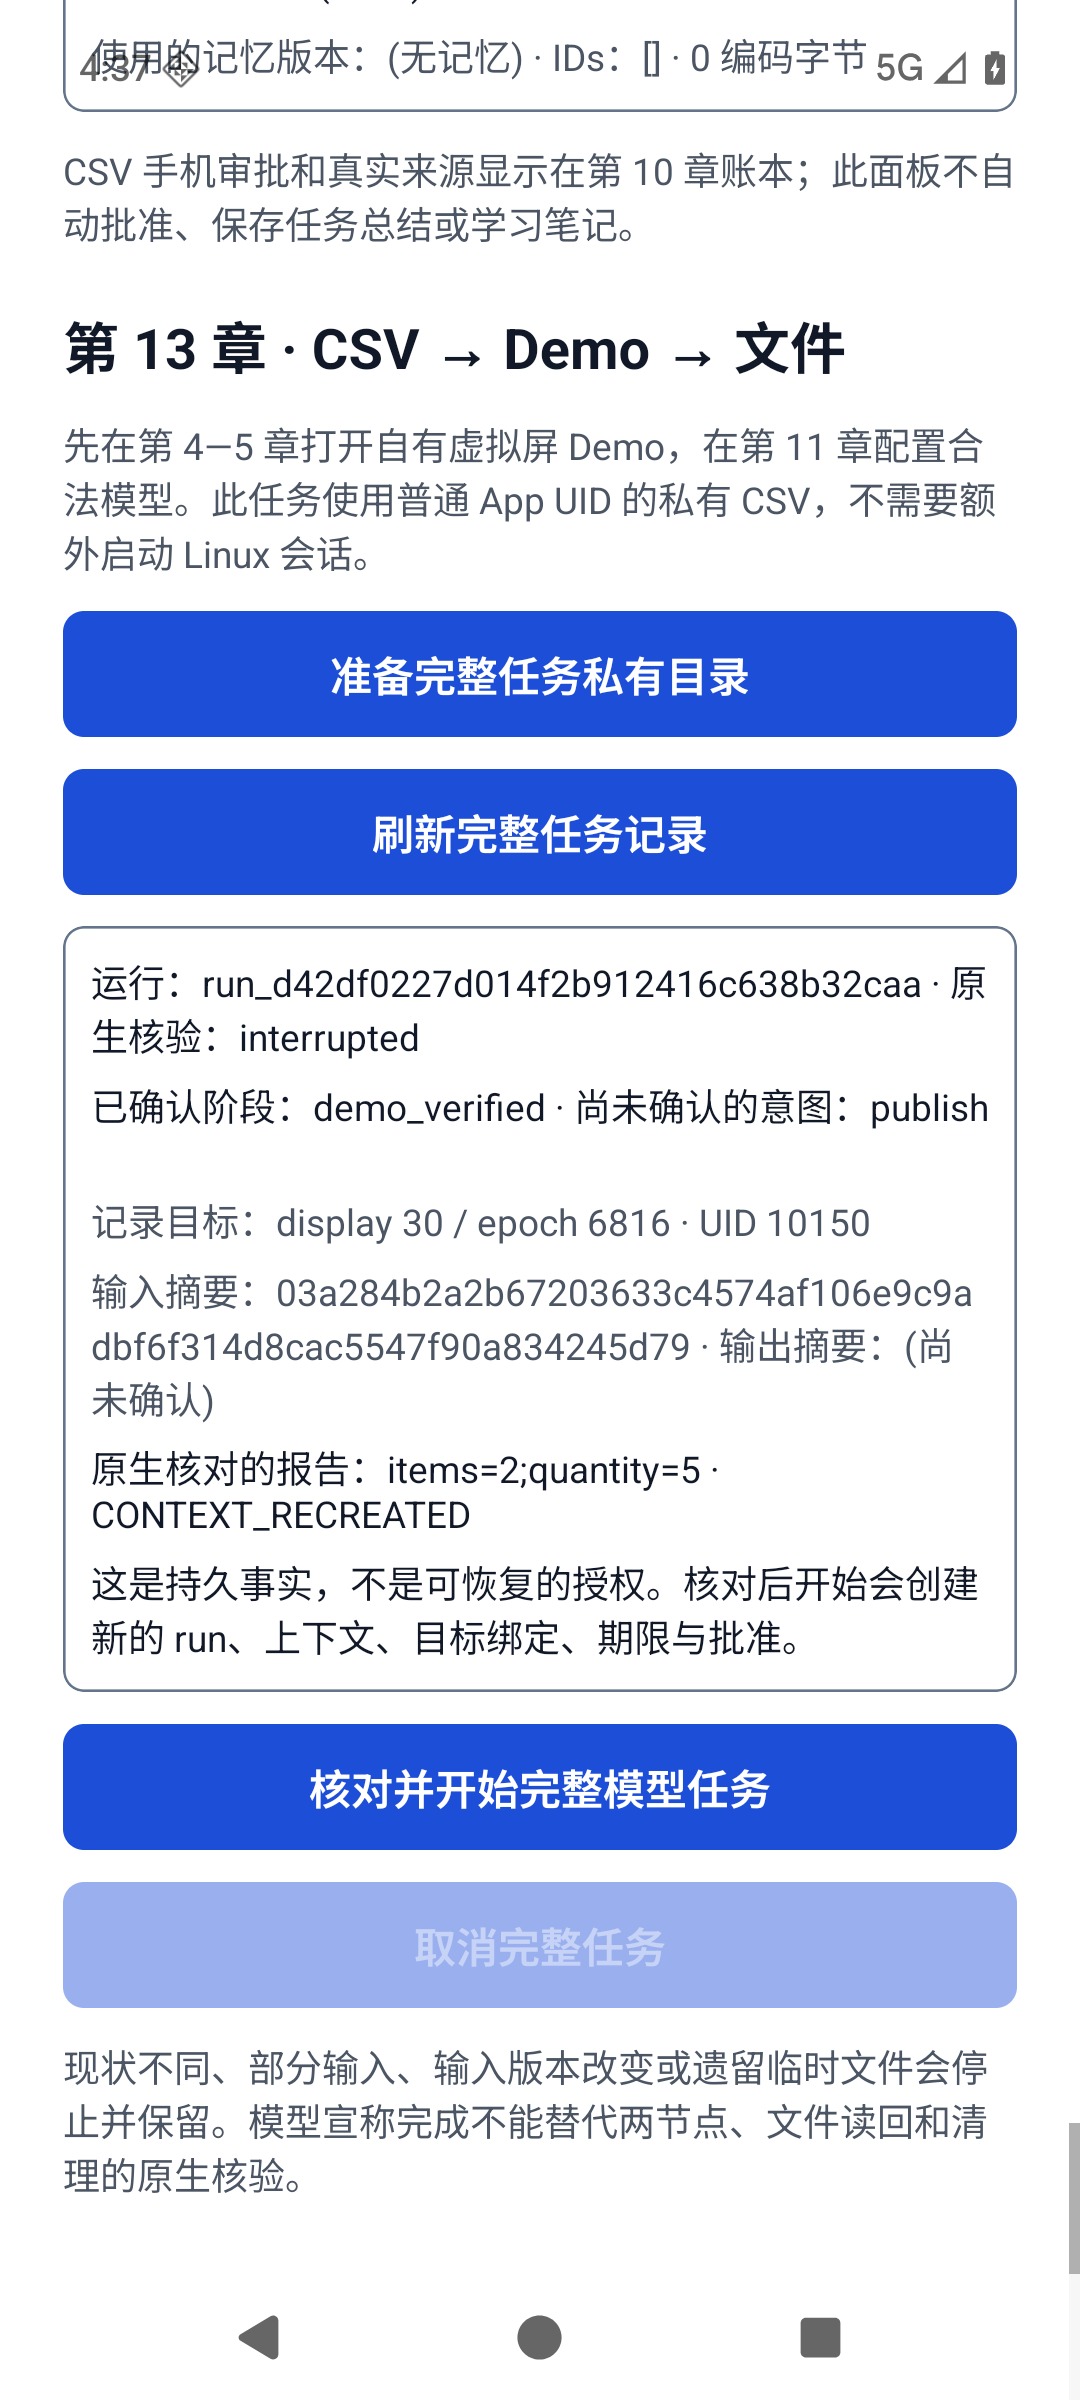 使用的记忆版本：(无记忆) · IDs：[] · 0 编码字节
4:37
5G
CSV 手机审批和真实来源显示在第 10 章账本；此面板不自
动批准、保存任务总结或学习笔记。
第 13 章 · CSV → Demo → 文件
先在第 4–5 章打开自有虚拟屏 Demo，在第 11 章配置合
法模型。此任务使用普通 App UID 的私有 CSV，不需要额
外启动 Linux 会话。
准备完整任务私有目录
刷新完整任务记录
运行：run_d42df0227d014f2b912416c638b32caa · 原
生核验：interrupted
已确认阶段：demo_verified · 尚未确认的意图：publish
记录目标：display 30 / epoch 6816 · UID 10150
输入摘要：03a284b2a2b67203633c4574af106e9c9a
dbf6f314d8cac5547f90a834245d79 · 输出摘要：(尚
未确认)
原生核对的报告：items=2;quantity=5 ·
CONTEXT_RECREATED
这是持久事实，不是可恢复的授权。核对后开始会创建
新的 run、上下文、目标绑定、期限与批准。
核对并开始完整模型任务
取消完整任务
现状不同、部分输入、输入版本改变或遗留临时文件会停
止并保留。模型宣称完成不能替代两节点、文件读回和清
理的原生核验。